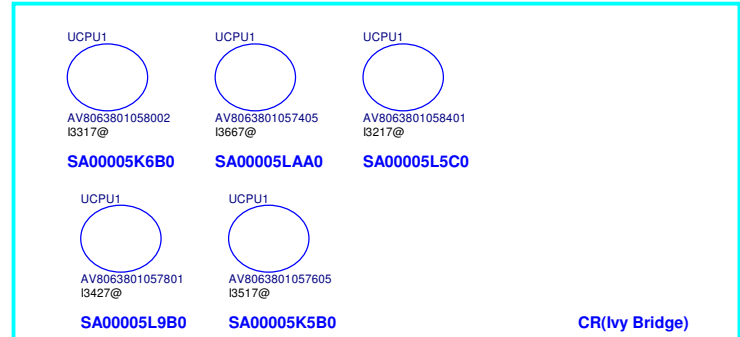 UCPU1 UCPU1 UCPU1
AV8063801058002 AV8063801057405 AV8063801058401
I3317@ I3667@ I3217@
SA00005K6B0 SA00005LAA0 SA00005L5C0
UCPU1 UCPU1
AV8063801057801 AV8063801057605
I3427@ I3517@
SA00005L9B0 SA00005K5B0 CR(Ivy Bridge)